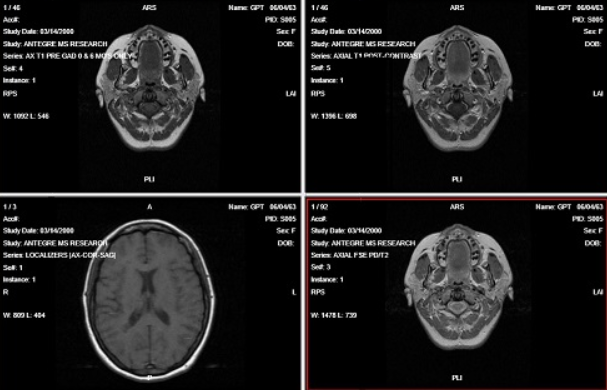 1 / 46
ARS
Name: GPT 06/04/63
Acc#:
PID: S005
Study Date: 03/14/2000
Sex: F
Study: ANTEGRE MS RESEARCH
DOB:
Series: AX T1 PRE GAD 0 & 6 MOTS ONLY
Se#: 4
Instance: 1
RPS
LAI
W: 1092 L: 546
PLI
1 / 46
ARS
Name: GPT 06/04/63
Acc#:
PID: S005
Study Date: 03/14/2000
Sex: F
Study: ANTEGRE MS RESEARCH
DOB:
Series: AXIAL T1 POST-CONTRAST
Se#: 5
Instance: 1
RPS
LAI
W: 1396 L: 698
PLI
1 / 3
A
Name: GPT 06/04/63
Acc#:
PID: S005
Study Date: 03/14/2000
Sex: F
Study: ANTEGRE MS RESEARCH
DOB:
Series: LOCALIZERS (AX-COR-SAG)
Se#: 1
Instance: 1
R
L
W: 809 L: 404
P
1 / 92
ARS
Name: GPT 06/04/63
Acc#:
PID: S005
Study Date: 03/14/2000
Sex: F
Study: ANTEGRE MS RESEARCH
DOB:
Series: AXIAL FSE PD/T2
Se#: 3
Instance: 1
RPS
LAI
W: 1478 L: 739
PLI